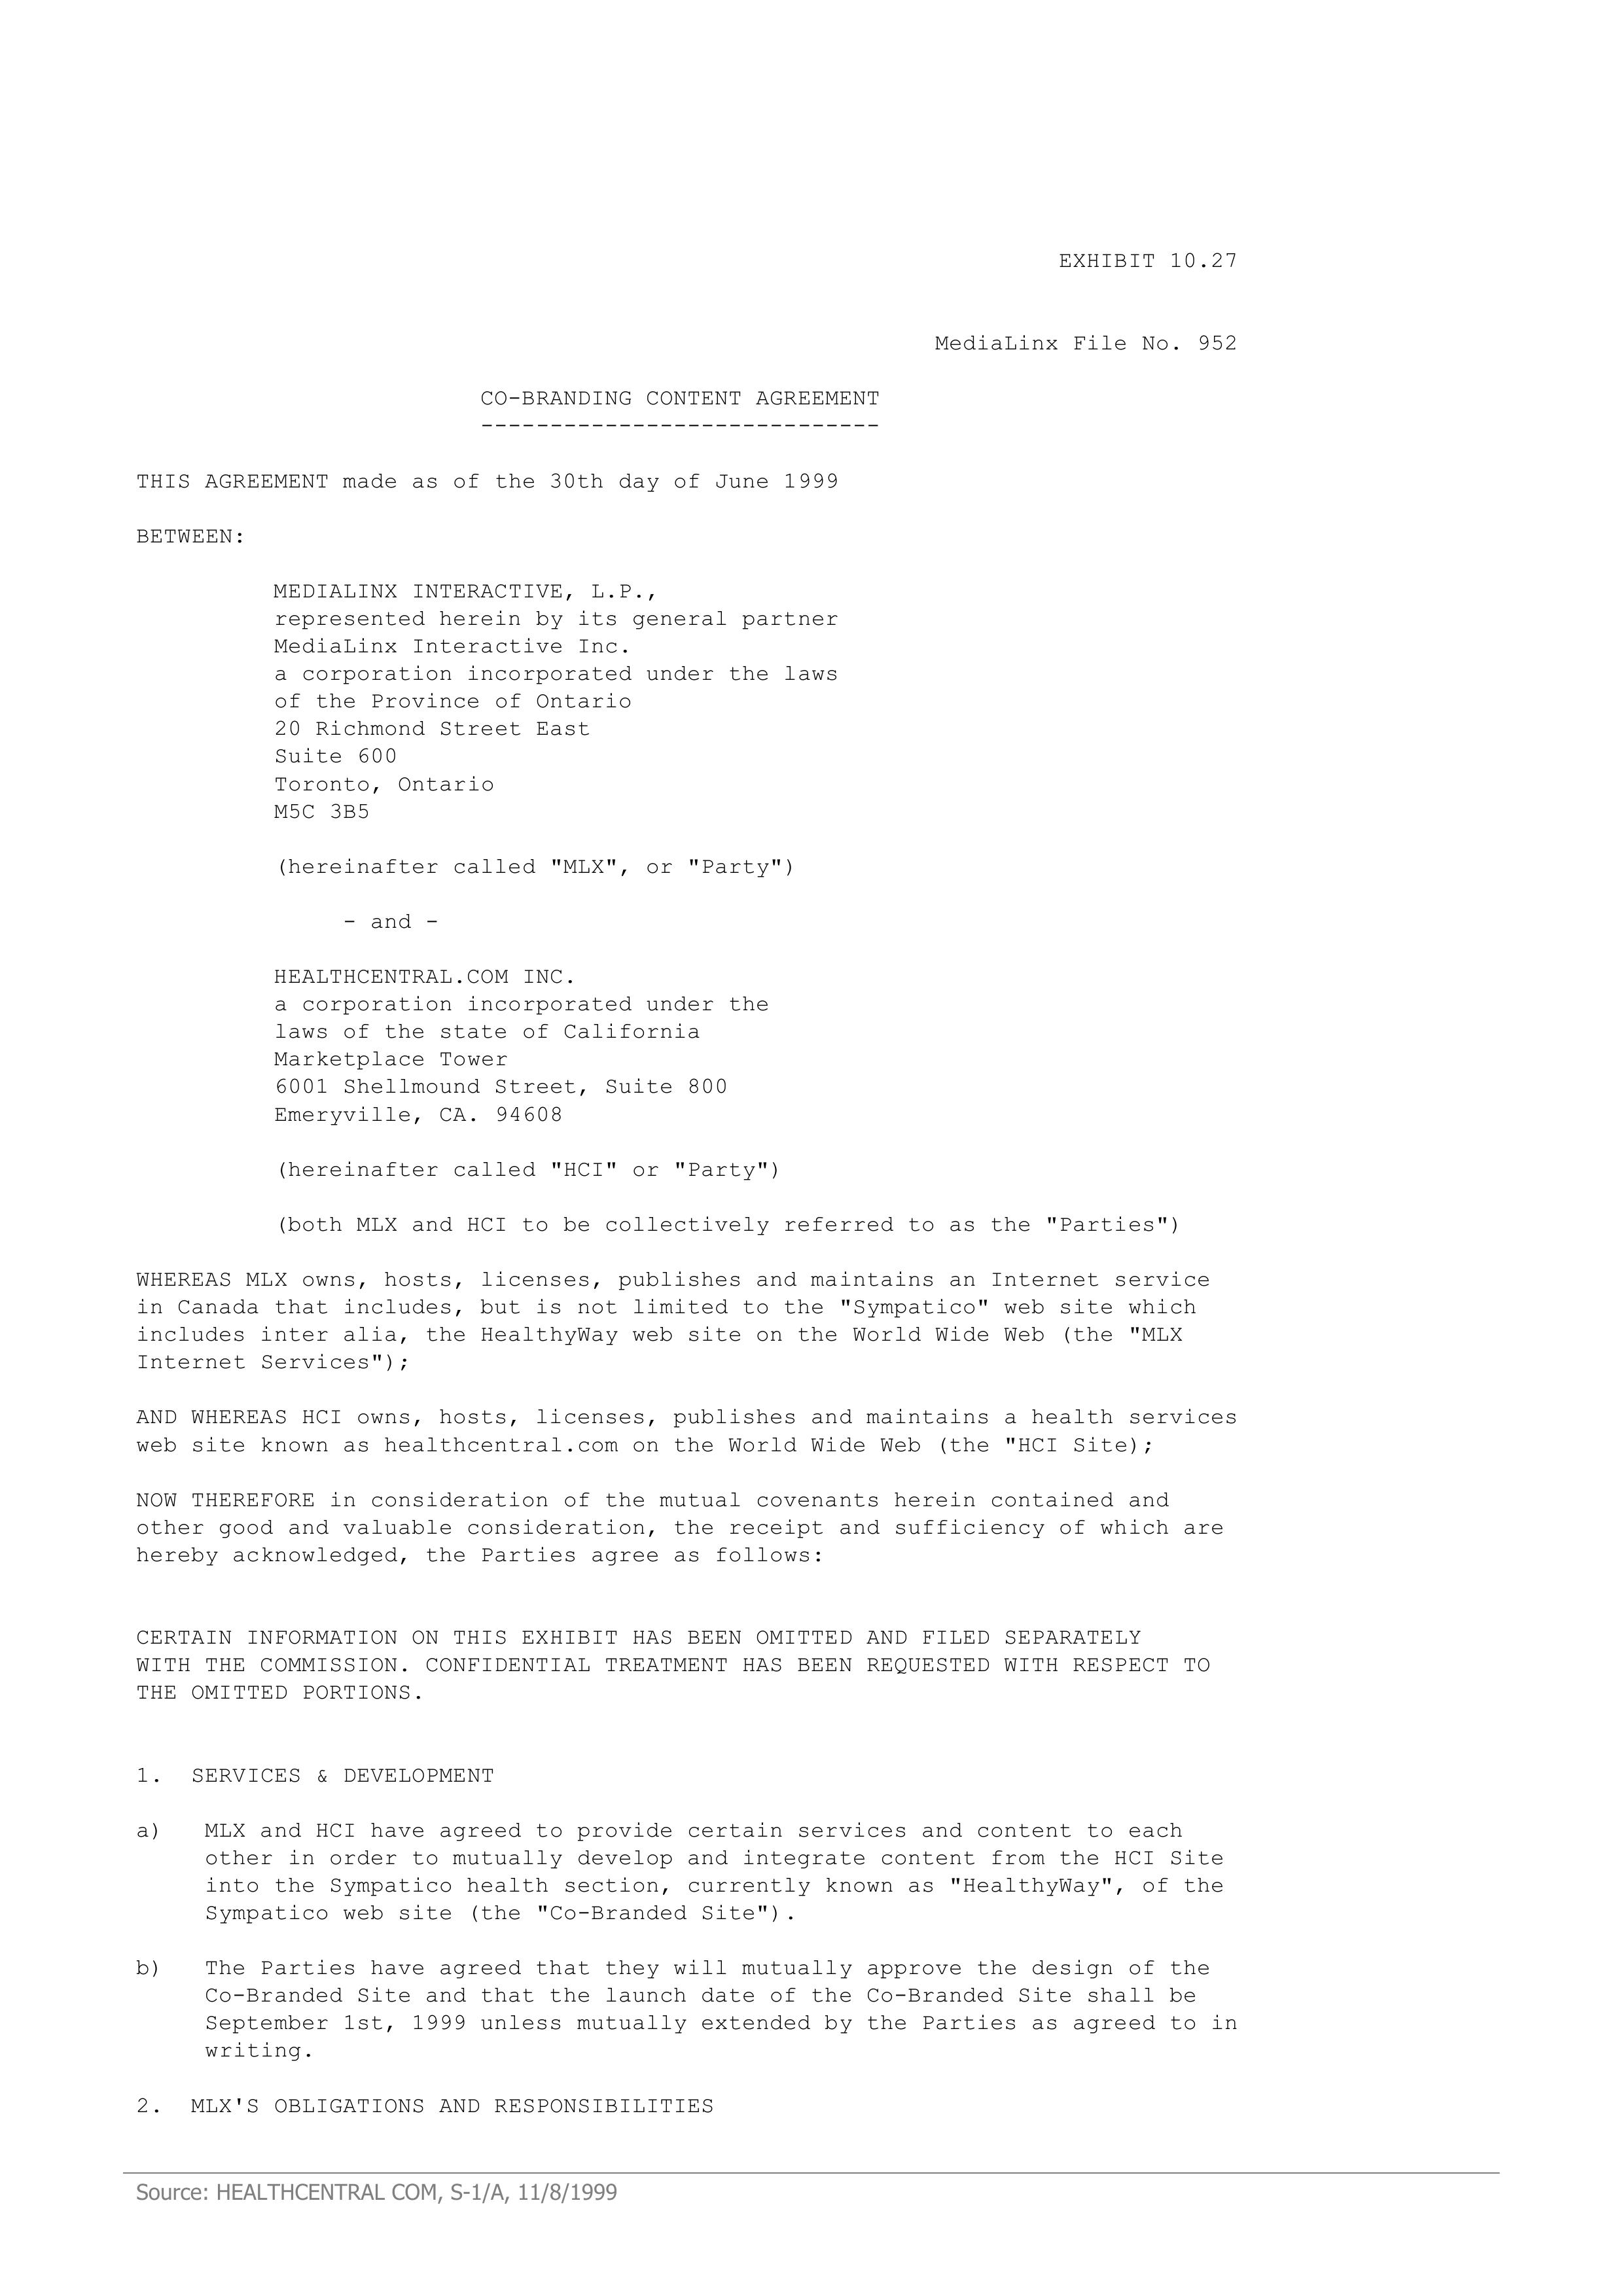 EXHIBIT 10.27
MediaLinx File No. 952
CO-BRANDING CONTENT AGREEMENT
-----------------------------
THIS AGREEMENT made as of the 30th day of June 1999
BETWEEN:
MEDIALINX INTERACTIVE, L.P.,
represented herein by its general partner
MediaLinx Interactive Inc.
a corporation incorporated under the laws
of the Province of Ontario
20 Richmond Street East
Suite 600
Toronto, Ontario
M5C 3B5
(hereinafter called "MLX", or "Party")
- and -
HEALTHCENTRAL.COM INC.
a corporation incorporated under the
laws of the state of California
Marketplace Tower
6001 Shellmound Street, Suite 800
Emeryville, CA. 94608
(hereinafter called "HCI" or "Party")
(both MLX and HCI to be collectively referred to as the "Parties")
WHEREAS MLX owns, hosts, licenses, publishes and maintains an Internet service
in Canada that includes, but is not limited to the "Sympatico" web site which
includes inter alia, the HealthyWay web site on the World Wide Web (the "MLX
Internet Services");
AND WHEREAS HCI owns, hosts, licenses, publishes and maintains a health services
web site known as healthcentral.com on the World Wide Web (the "HCI Site);
NOW THEREFORE in consideration of the mutual covenants herein contained and
other good and valuable consideration, the receipt and sufficiency of which are
hereby acknowledged, the Parties agree as follows:
CERTAIN INFORMATION ON THIS EXHIBIT HAS BEEN OMITTED AND FILED SEPARATELY
WITH THE COMMISSION. CONFIDENTIAL TREATMENT HAS BEEN REQUESTED WITH RESPECT TO
THE OMITTED PORTIONS.
1. SERVICES & DEVELOPMENT
a) MLX and HCI have agreed to provide certain services and content to each
other in order to mutually develop and integrate content from the HCI Site
into the Sympatico health section, currently known as "HealthyWay", of the
Sympatico web site (the "Co-Branded Site").
b) The Parties have agreed that they will mutually approve the design of the
Co-Branded Site and that the launch date of the Co-Branded Site shall be
September 1st, 1999 unless mutually extended by the Parties as agreed to in
writing.
2. MLX'S OBLIGATIONS AND RESPONSIBILITIES
Source: HEALTHCENTRAL COM, S-1/A, 11/8/1999